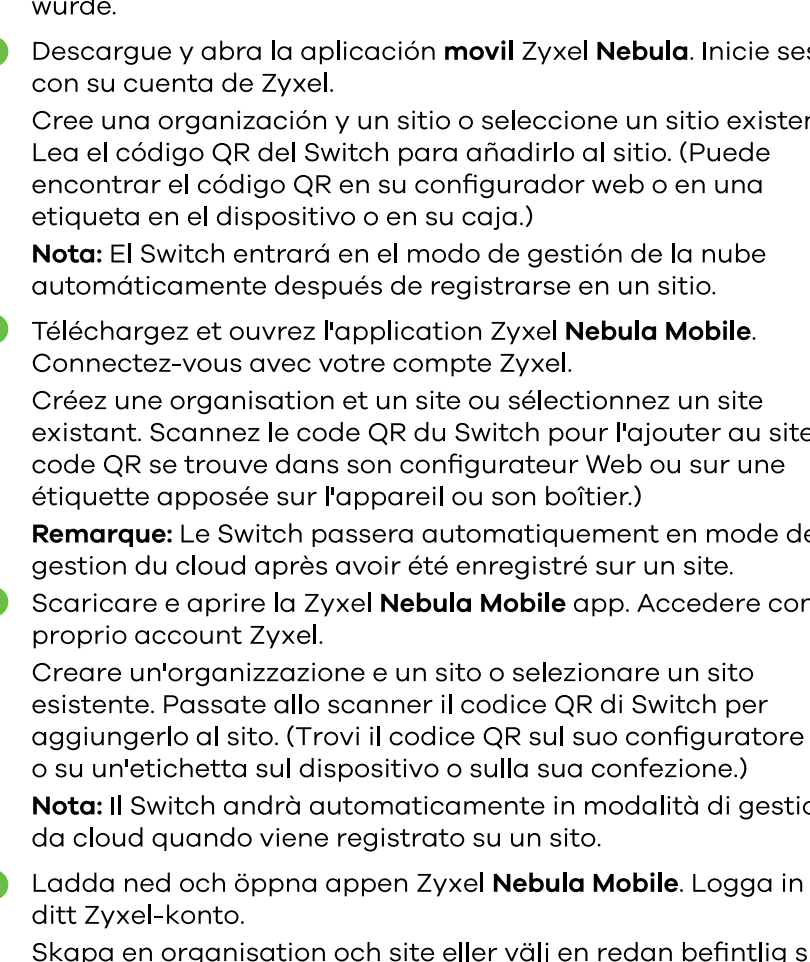 wurde.
Descargue y abra la aplicación movil Zyxel Nebula. Inicie
con su cuenta de Zyxel.
Cree una organización y un sitio o seleccione un sitio
Lea el código QR del Switch para añadirlo al sitio. (Puede
encontrar el código QR en su configurador web o en una
etiqueta en el dispositivo o en su caja.)
Nota: El Switch entrará en el modo de gestión de la nube
automáticamente después de registrarse en un sitio.
Téléchargez et ouvrez l'application Zyxel Nebula Mobile.
Connectez-vous avec votre compte Zyxel.
Créez une organisation et un site ou sélectionnez un site
existant. Scannez le code QR du Switch pour l'ajouter au site
code QR se trouve dans son configurateur Web ou sur une
étiquette apposée sur l'appareil ou son boîtier.)
Remarque: Le Switch passera automatiquement en mode de
gestion du cloud après avoir été enregistré sur un site.
Scaricare e aprire la Zyxel Nebula Mobile app. Accedere con
proprio account Zyxel.
Creare un'organizzazione e un sito o selezionare un sito
esistente. Passate allo scanner il codice QR di Switch per
aggiungerlo al sito. (Trovi il codice QR sul suo configuratore
o su un'etichetta sul dispositivo o sulla sua confezione.)
Nota: Il Switch andrà automaticamente in modalità di
da cloud quando viene registrato su un sito.
Ladda ned och öppna appen Zyxel Nebula Mobile. Logga in
ditt Zyxel-konto.
Skapa en organisation och site eller välj en redan befintlig